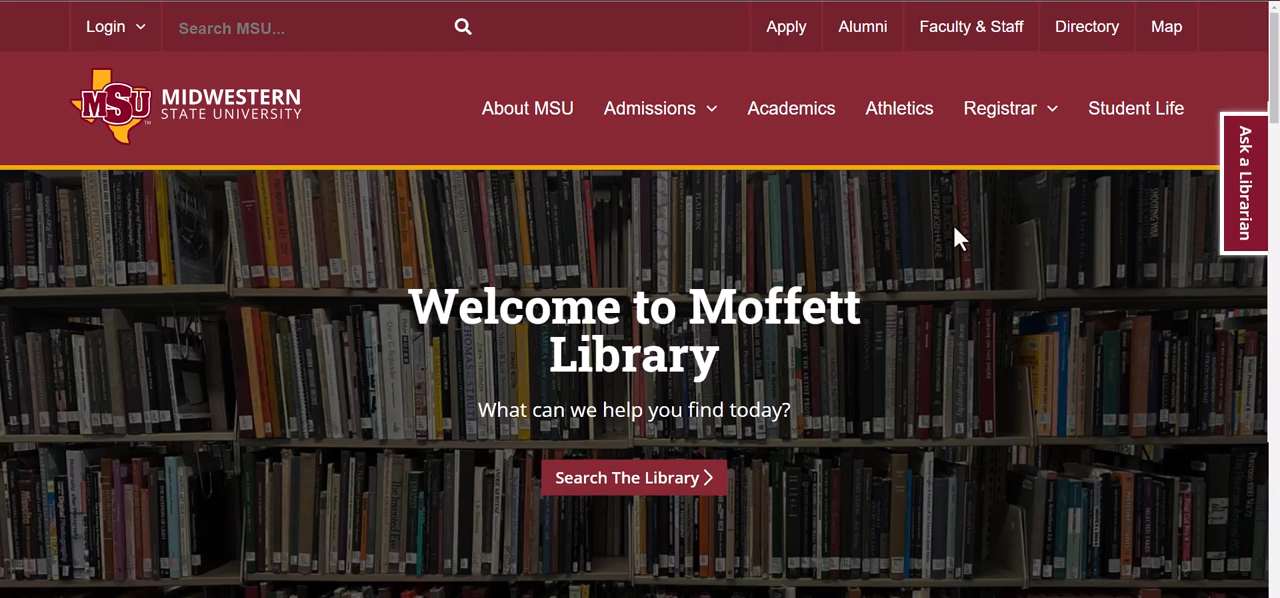 Login
Search MSU...
Apply
Alumni
Faculty & Staff
Directory
Map
MSU
TM
MIDWESTERN
STATE UNIVERSITY
About MSU
Admissions
Academics
Athletics
Registrar
Student Life
Ask a Librarian
Welcome to Moffett
Library
What can we help you find today?
Search The Library